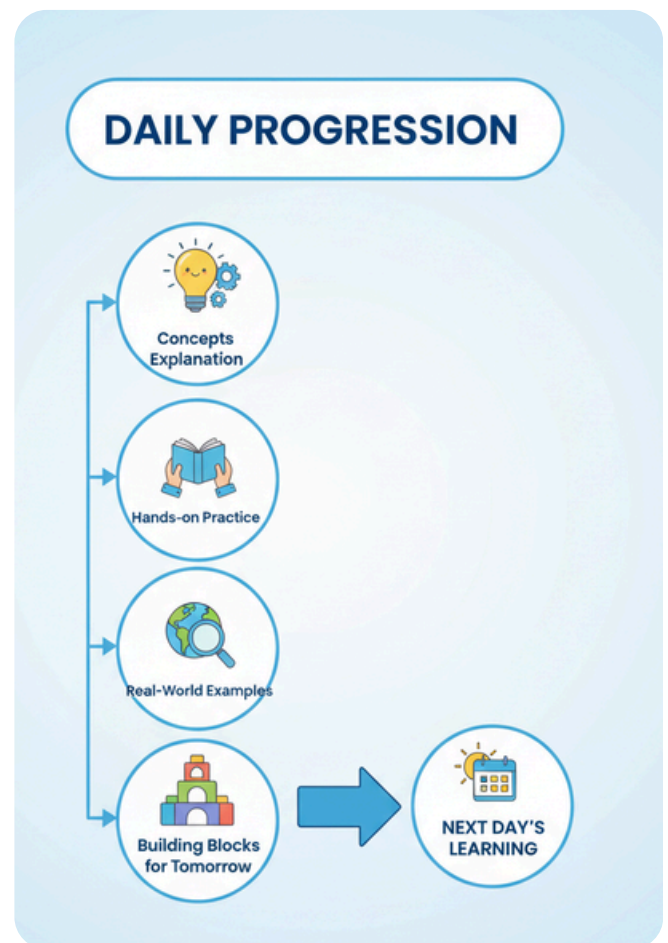 DAILY PROGRESSION
Concepts
Explanation
Hands-on Practice
Real-World Examples
Building Blocks
for Tomorrow
NEXT DAY'S
LEARNING